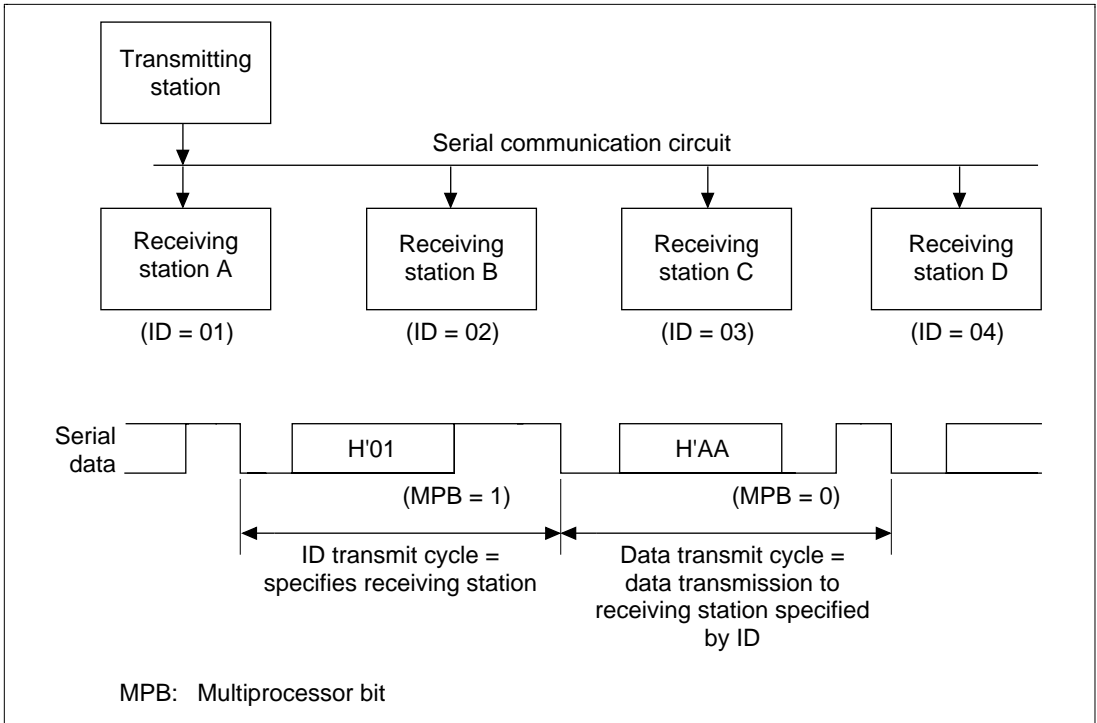 Transmitting
station
Serial communication circuit
Receiving
station A
Receiving
station B
Receiving
station C
Receiving
station D
(ID = 01)
(ID = 02)
(ID = 03)
(ID = 04)
Serial
data
H'01
H'AA
(MPB = 1)
(MPB = 0)
ID transmit cycle =
specifies receiving station
Data transmit cycle =
data transmission to
receiving station specified
by ID
MPB: Multiprocessor bit